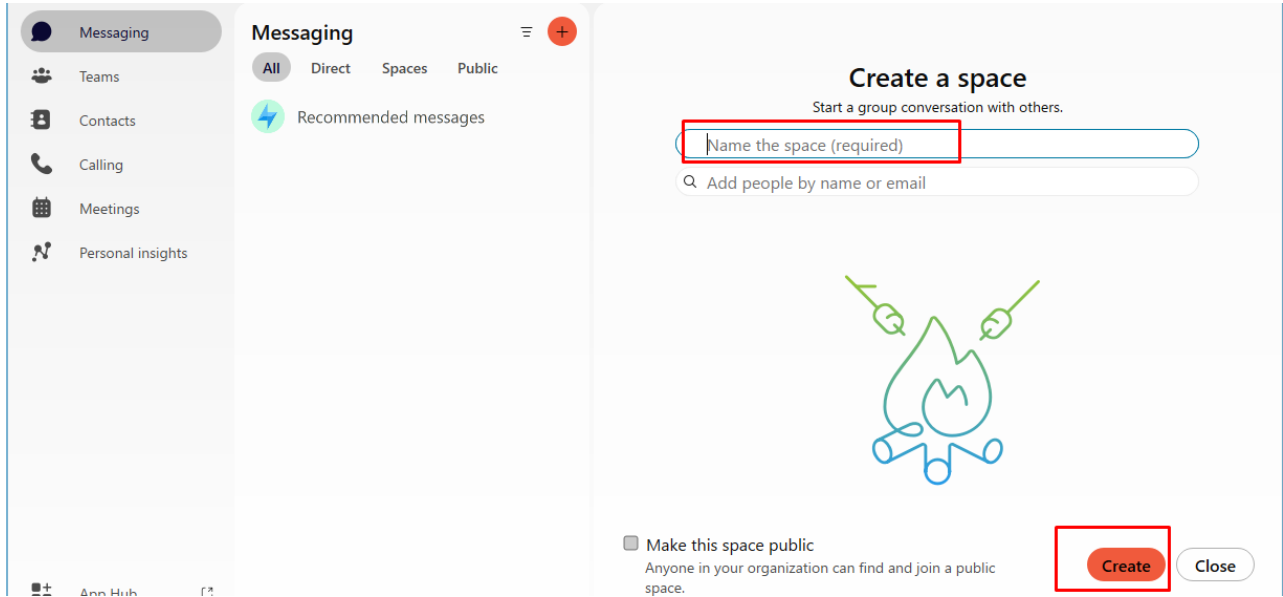 Messaging
Teams
Contacts
Calling
Meetings
Personal insights
App Hub
Messaging
All Direct Spaces Public
Recommended messages
Create a space
Start a group conversation with others.
Name the space (required)
Add people by name or email
Make this space public
Anyone in your organization can find and join a public
space.
Create Close